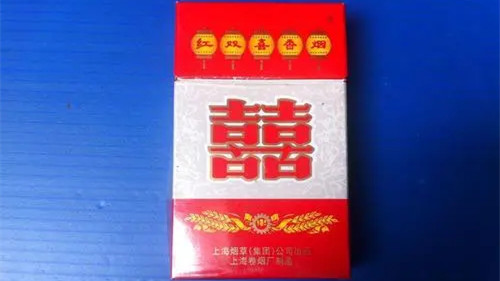 红双喜香烟
囍
上海烟草(集团)公司出品
上海卷烟厂制造